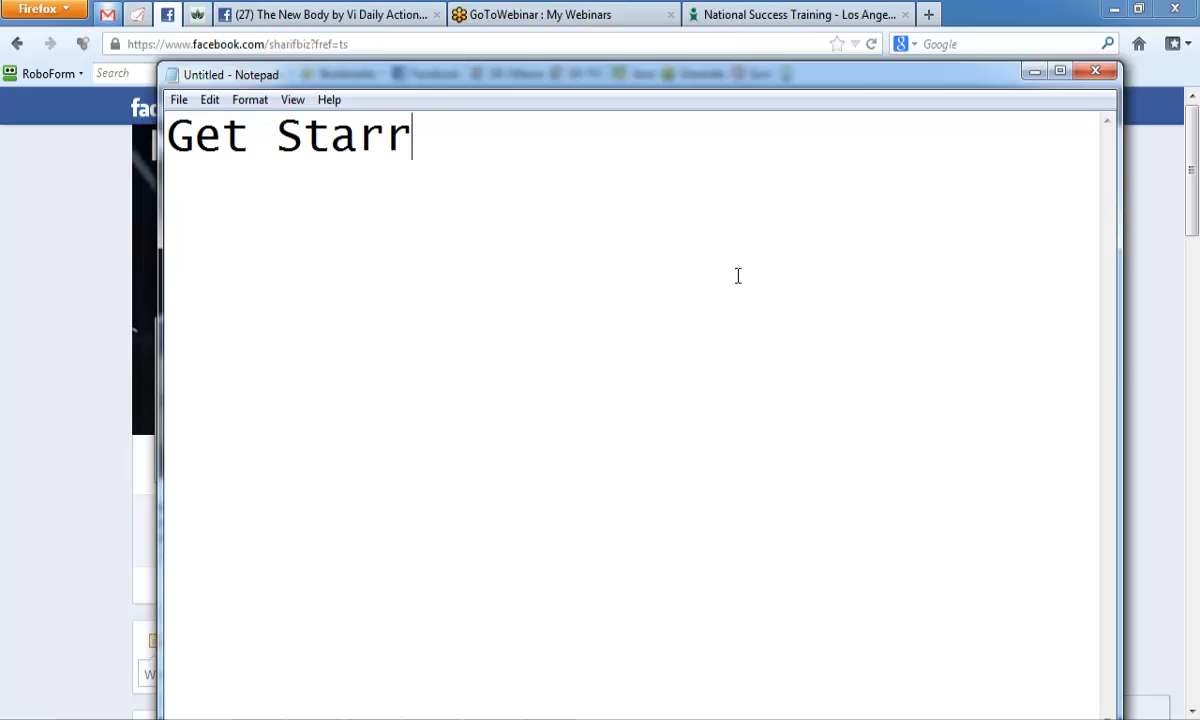 Firefox
(27) The New Body by Vi Daily Action...
GoToWebinar : My Webinars
National Success Training - Los Ange...
https://www.facebook.com/sharifbiz?fref=ts
Google
RoboForm
Search
Untitled - Notepad
fac
File Edit Format View Help
Get Starr
W